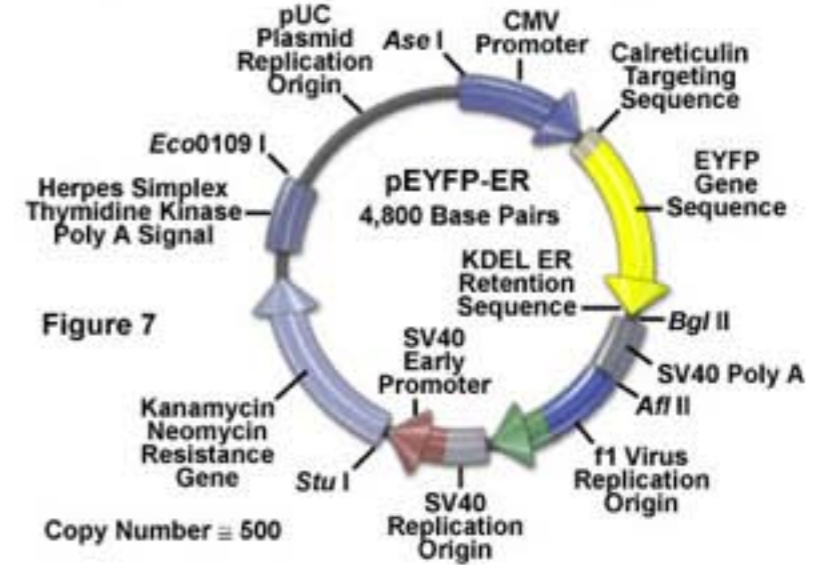 pUC
Plasmid
Replication
Origin
Ase I
CMV
Promoter
Calreticulin
Targeting
Sequence
Eco0109 I
Herpes Simplex
Thymidine Kinase
Poly A Signal
pEYFP-ER
4,800 Base Pairs
EYFP
Gene
Sequence
KDEL ER
Retention
Sequence
Bgl II
Figure 7
SV40
Early
Promoter
SV40 Poly A
Afl II
Kanamycin
Neomycin
Resistance
Gene
Stu I
f1 Virus
Replication
Origin
SV40
Replication
Origin
Copy Number ≅ 500